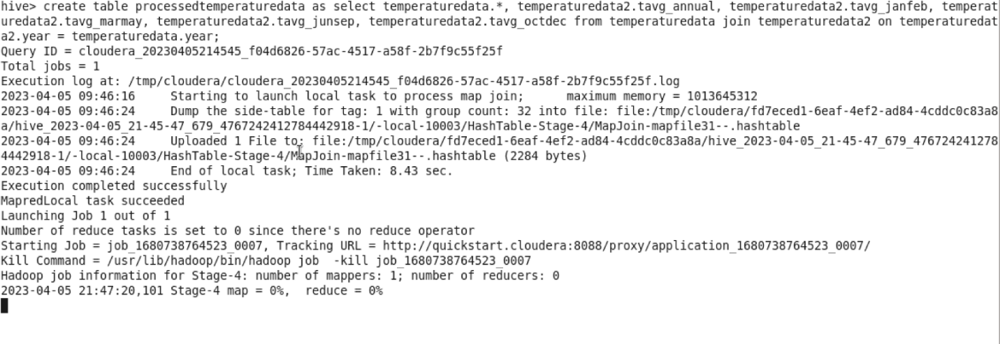 hive> create table processedtemperaturedata as select temperaturedata.*, temperaturedata2.tavg_annual, temperaturedata2.tavg_janfeb, temperat
uredata2.tavg_marmay, temperaturedata2.tavg_junsep, temperaturedata2.tavg_octdec from temperaturedata join temperaturedata2 on temperaturedat
a2.year = temperaturedata.year;
Query ID = cloudera_20230405214545_f04d6826-57ac-4517-a58f-2b7f9c55f25f
Total jobs = 1
Execution log at: /tmp/cloudera/cloudera_20230405214545_f04d6826-57ac-4517-a58f-2b7f9c55f25f.log
2023-04-05 09:46:16     Starting to launch local task to process map join;      maximum memory = 1013645312
2023-04-05 09:46:24     Dump the side-table for tag: 1 with group count: 32 into file: file:/tmp/cloudera/fd7eced1-6eaf-4ef2-ad84-4cddc0c83a8
a/hive_2023-04-05_21-45-47_679_4767242412784442918-1/-local-10003/HashTable-Stage-4/MapJoin-mapfile31--.hashtable
2023-04-05 09:46:24     Uploaded 1 File to: file:/tmp/cloudera/fd7eced1-6eaf-4ef2-ad84-4cddc0c83a8a/hive_2023-04-05_21-45-47_679_476724241278
4442918-1/-local-10003/HashTable-Stage-4/MapJoin-mapfile31--.hashtable (2284 bytes)
2023-04-05 09:46:24     End of local task; Time Taken: 8.43 sec.
Execution completed successfully
MapredLocal task succeeded
Launching Job 1 out of 1
Number of reduce tasks is set to 0 since there's no reduce operator
Starting Job = job_1680738764523_0007, Tracking URL = http://quickstart.cloudera:8088/proxy/application_1680738764523_0007/
Kill Command = /usr/lib/hadoop/bin/hadoop job  -kill job_1680738764523_0007
Hadoop job information for Stage-4: number of mappers: 1; number of reducers: 0
2023-04-05 21:47:20,101 Stage-4 map = 0%,  reduce = 0%